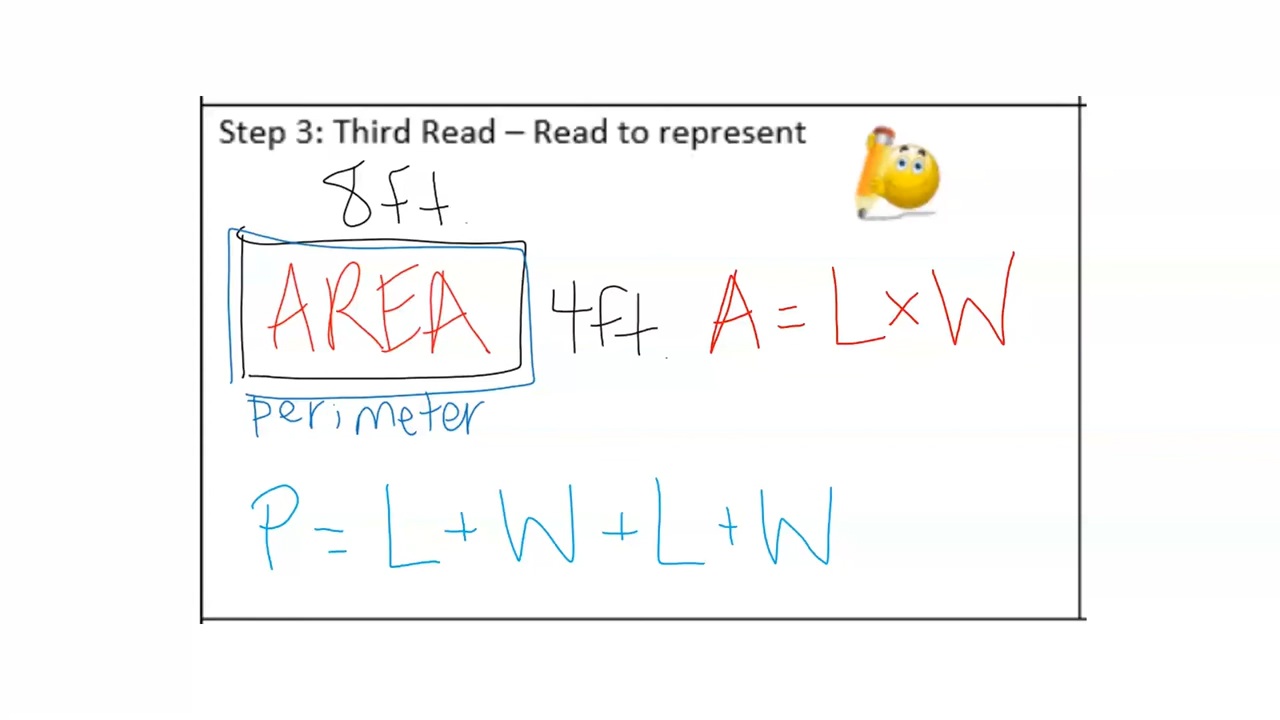 Step 3: Third Read – Read to represent
8ft.
AREA
4ft.
A = L x W
perimeter
P = L + W + L + W